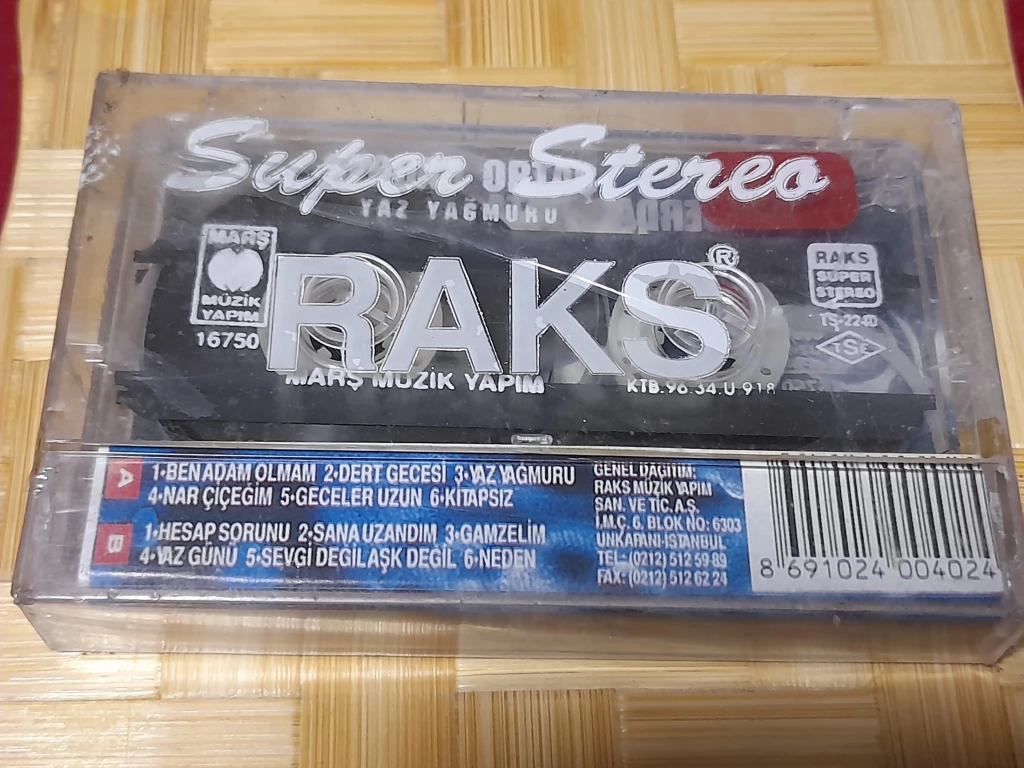 Super Stereo
YAZ YAĞMURU
MARŞ
MÜZİK
YAPIM
16750
RAKS®
RAKS
SUPER
STEREO
TS-2240
TSE
MARŞ MÜZİK YAPIM
KTB.96.34.U.918
A
1•BEN ADAM OLMAM 2•DERT GECESİ 3•YAZ YAĞMURU
4•NAR ÇİÇEĞİM 5•GECELER UZUN 6•KİTAPSIZ
B
1•HESAP SORUNU 2•SANA UZANDIM 3•GAMZELİM
4•YAZ GÜNÜ 5•SEVGİ DEĞİL AŞK DEĞİL 6•NEDEN
GENEL DAĞITIM:
RAKS MÜZİK YAPIM
SAN. VE TİC. A.Ş.
İ.M.Ç. 6. BLOK NO: 6303
UNKAPANI-İSTANBUL
TEL: (0212) 512 59 89
FAX: (0212) 512 62 24
8 691024 004024